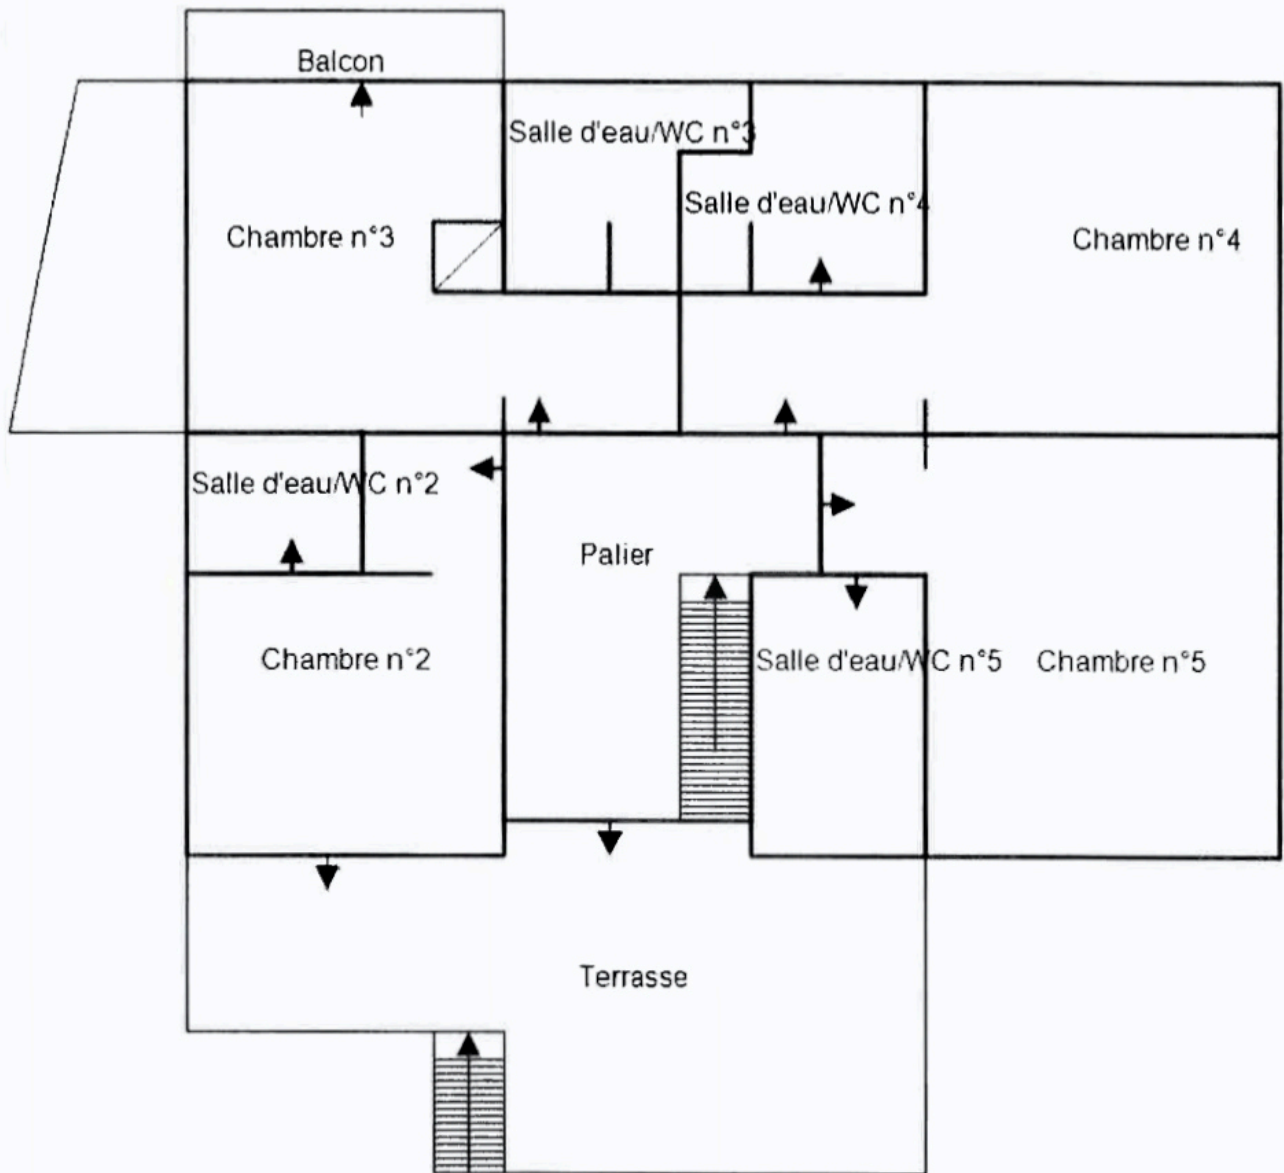 Balcon
Salle d'eau/WC n°3
Salle d'eau/WC n°4
Chambre n°3
Chambre n°4
Salle d'eau/WC n°2
Palier
Chambre n°2
Salle d'eau/WC n°5
Chambre n°5
Terrasse